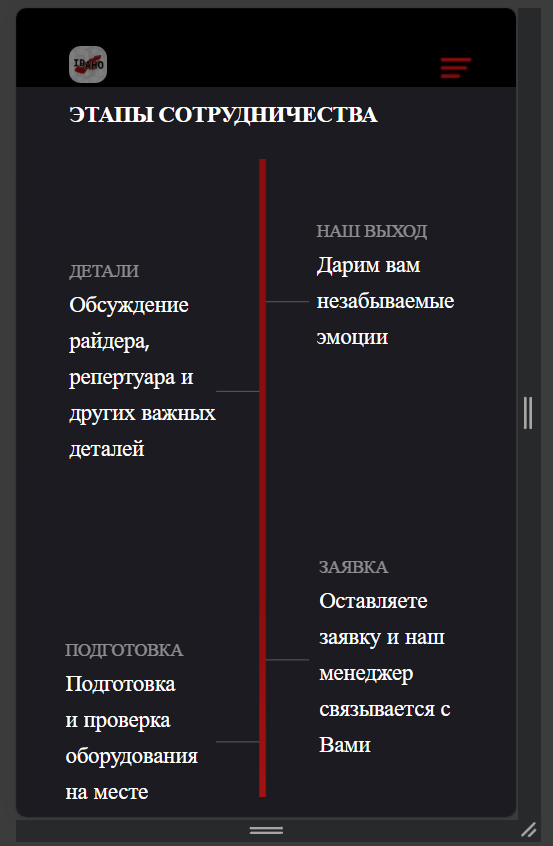 IDAHO
ЭТАПЫ СОТРУДНИЧЕСТВА
НАШ ВЫХОД
Дарим вам
незабываемые
эмоции
ДЕТАЛИ
Обсуждение
райдера,
репертуара и
других важных
деталей
ЗАЯВКА
Оставляете
заявку и наш
менеджер
связывается с
Вами
ПОДГОТОВКА
Подготовка
и проверка
оборудования
на месте